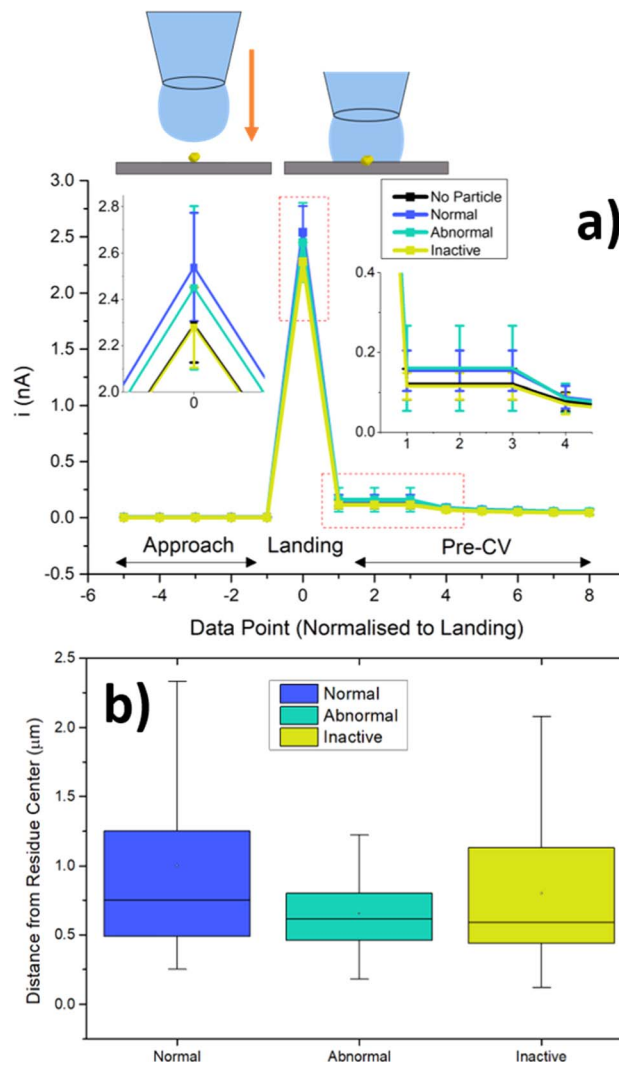 a)
3.0
2.5
2.0
1.5
1.0
0.5
0.0
-0.5
i (nA)
2.8
2.6
2.4
2.2
2.0
0
No Particle
Normal
Abnormal
Inactive
0.4
0.2
0.0
1
2
3
4
Approach
Landing
Pre-CV
-6
-4
-2
0
2
4
6
8
Data Point (Normalised to Landing)
b)
2.5
2.0
1.5
1.0
0.5
0.0
Distance from Residue Center (μm)
Normal
Abnormal
Inactive
Normal
Abnormal
Inactive